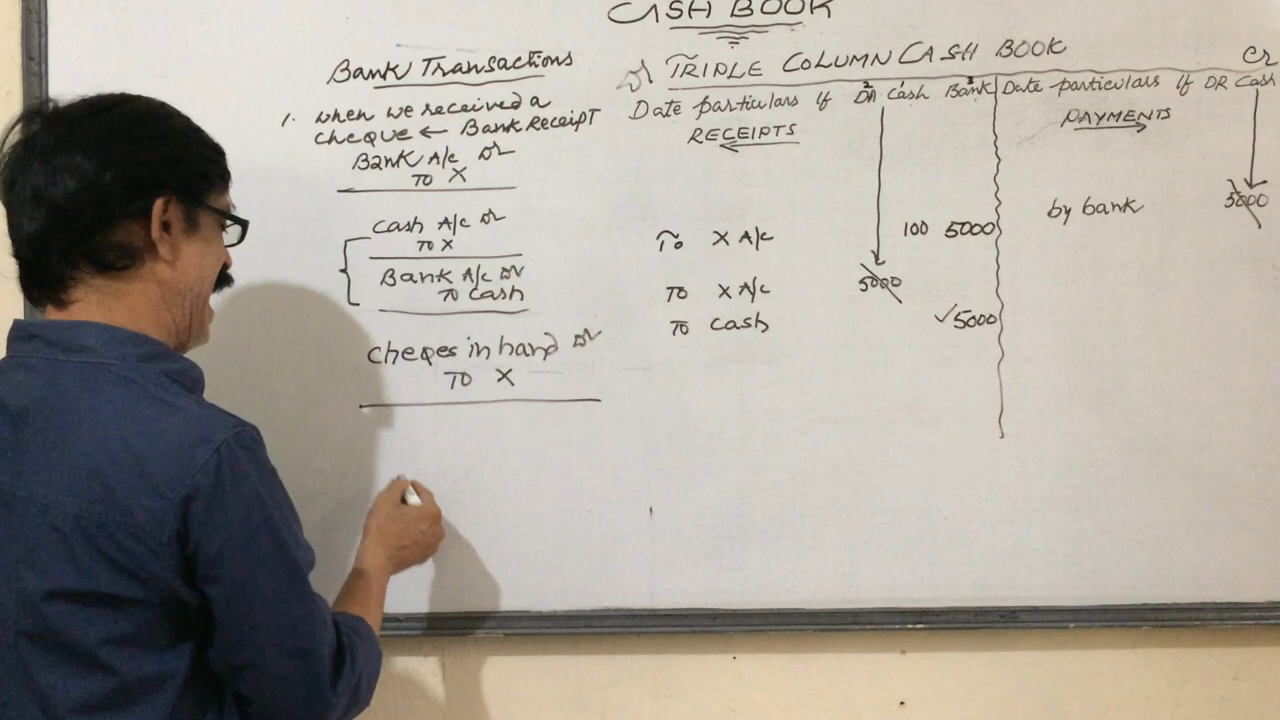 CASH BOOK
Bank Transactions
1. when we received a
cheque ← Bank Receipt
Bank A/c Dr
TO X
Cash A/c Dr
TO X
Bank A/c Dr
TO Cash
Cheqes in hand Dr
TO X
Dr TRIPLE COLUMN CASH BOOK Cr
Date particulars lf DR Cash Bank Date particulars lf DR Cash
RECEIPTS
PAYMENTS
by bank 5000
To X A/c 100 5000
TO X A/c 5000
TO Cash ✓5000